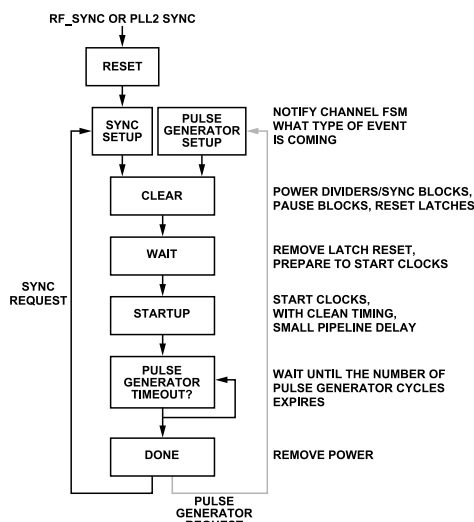 RF_SYNC OR PLL2 SYNC
RESET
SYNC
SETUP
PULSE
GENERATOR
SETUP
NOTIFY CHANNEL FSM
WHAT TYPE OF EVENT
IS COMING
CLEAR
POWER DIVIDERS/SYNC BLOCKS,
PAUSE BLOCKS, RESET LATCHES
WAIT
REMOVE LATCH RESET,
PREPARE TO START CLOCKS
SYNC
REQUEST
STARTUP
START CLOCKS,
WITH CLEAN TIMING,
SMALL PIPELINE DELAY
PULSE
GENERATOR
TIMEOUT?
WAIT UNTIL THE NUMBER OF
PULSE GENERATOR CYCLES
EXPIRES
DONE
REMOVE POWER
PULSE
GENERATOR
REQUEST